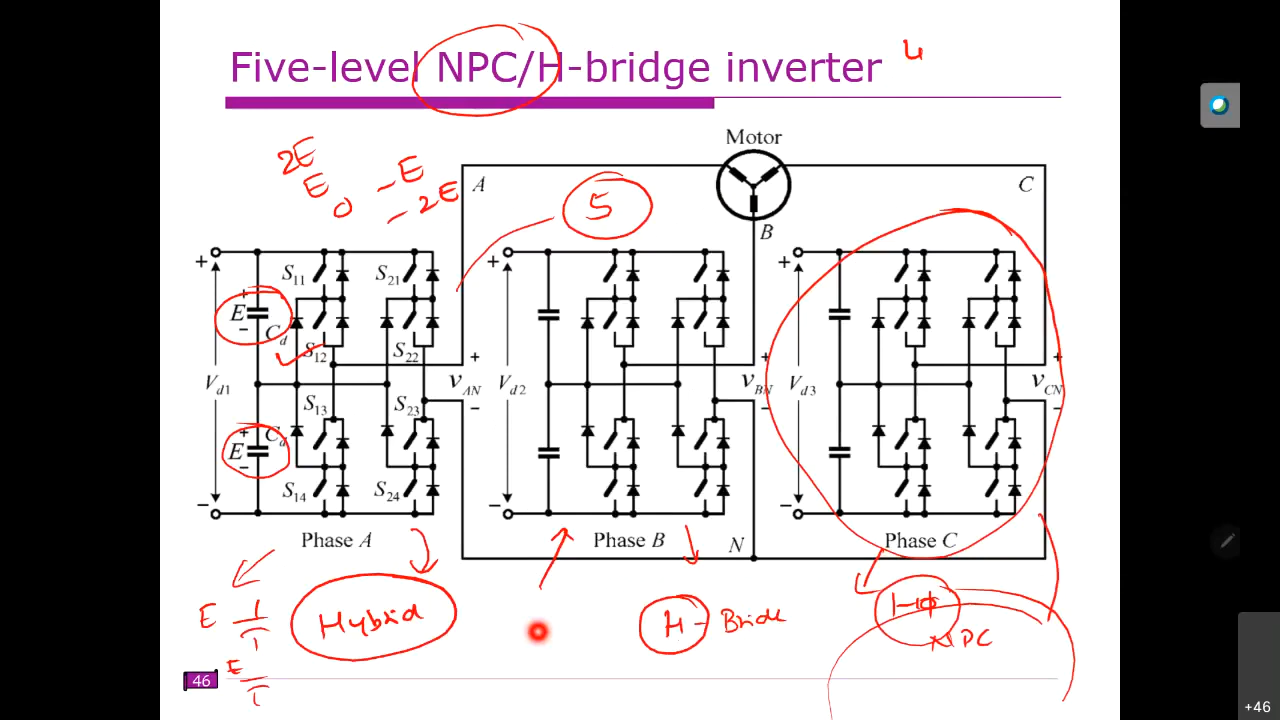 Five-level NPC/H-bridge inverter
4
2E
E
0
-E
-2E
5
Motor
A
B
C
+
+
+
S11
S21
+
E
−
Cd
S12
S22
+
+
+
Vd1
vAN
Vd2
vBN
Vd3
vCN
−
−
−
S13
S23
+
E
−
Cd
S14
S24
−
−
−
Phase A
Phase B
N
Phase C
E
Hybrid
H - Bride
1-ϕ
NPC
E
46
+46